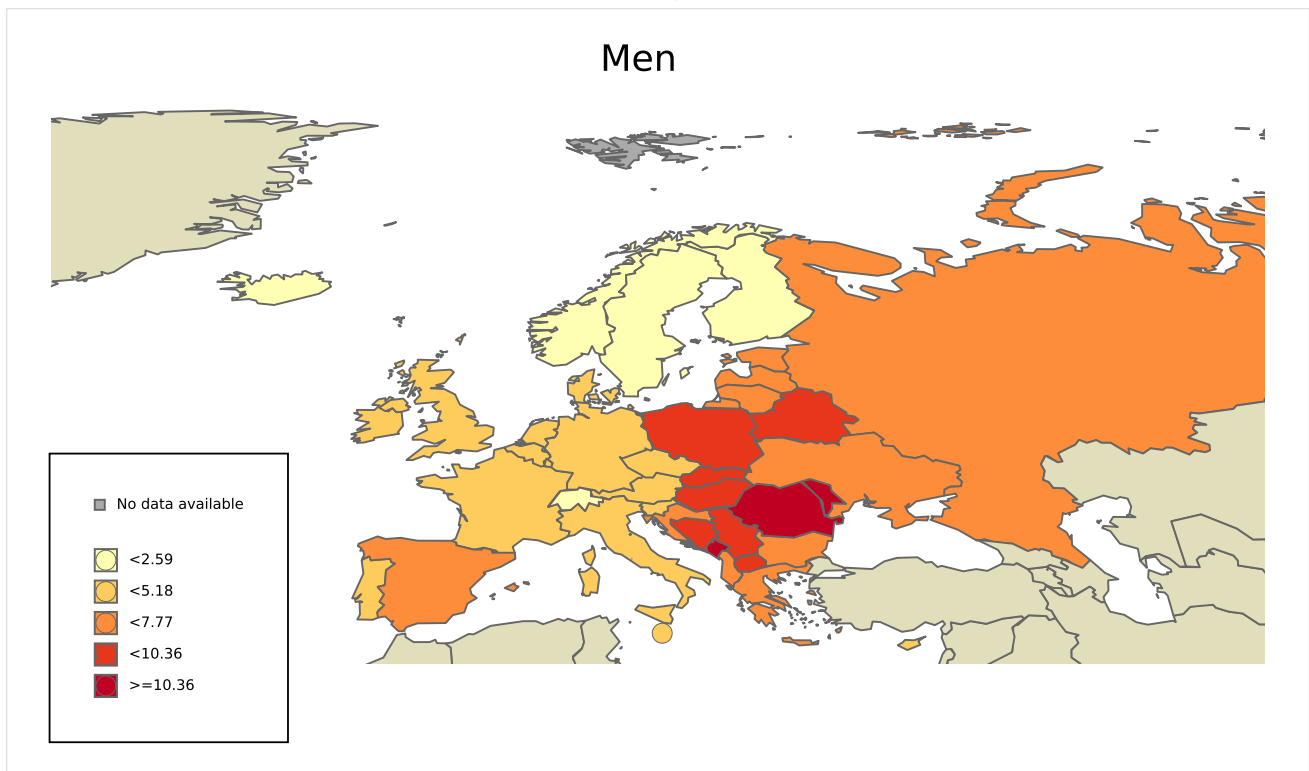 Men
No data available
<2.59
<5.18
<7.77
<10.36
>=10.36